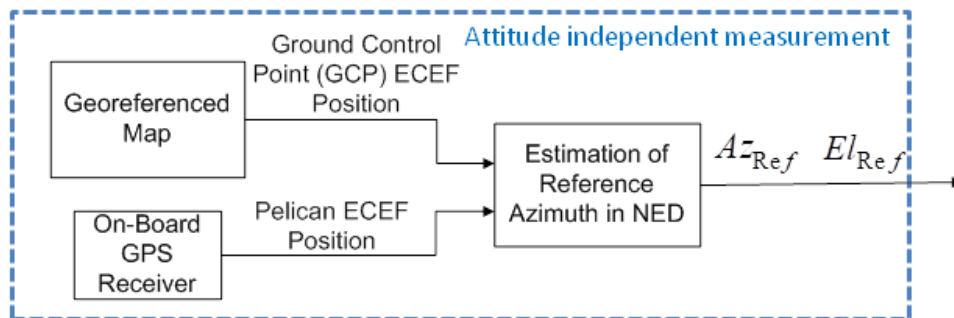 Attitude independent measurement
Ground Control
Point (GCP) ECEF
Position
Georeferenced
Map
Estimation of
Reference
Azimuth in NED
Az_Ref El_Ref
Pelican ECEF
Position
On-Board
GPS
Receiver